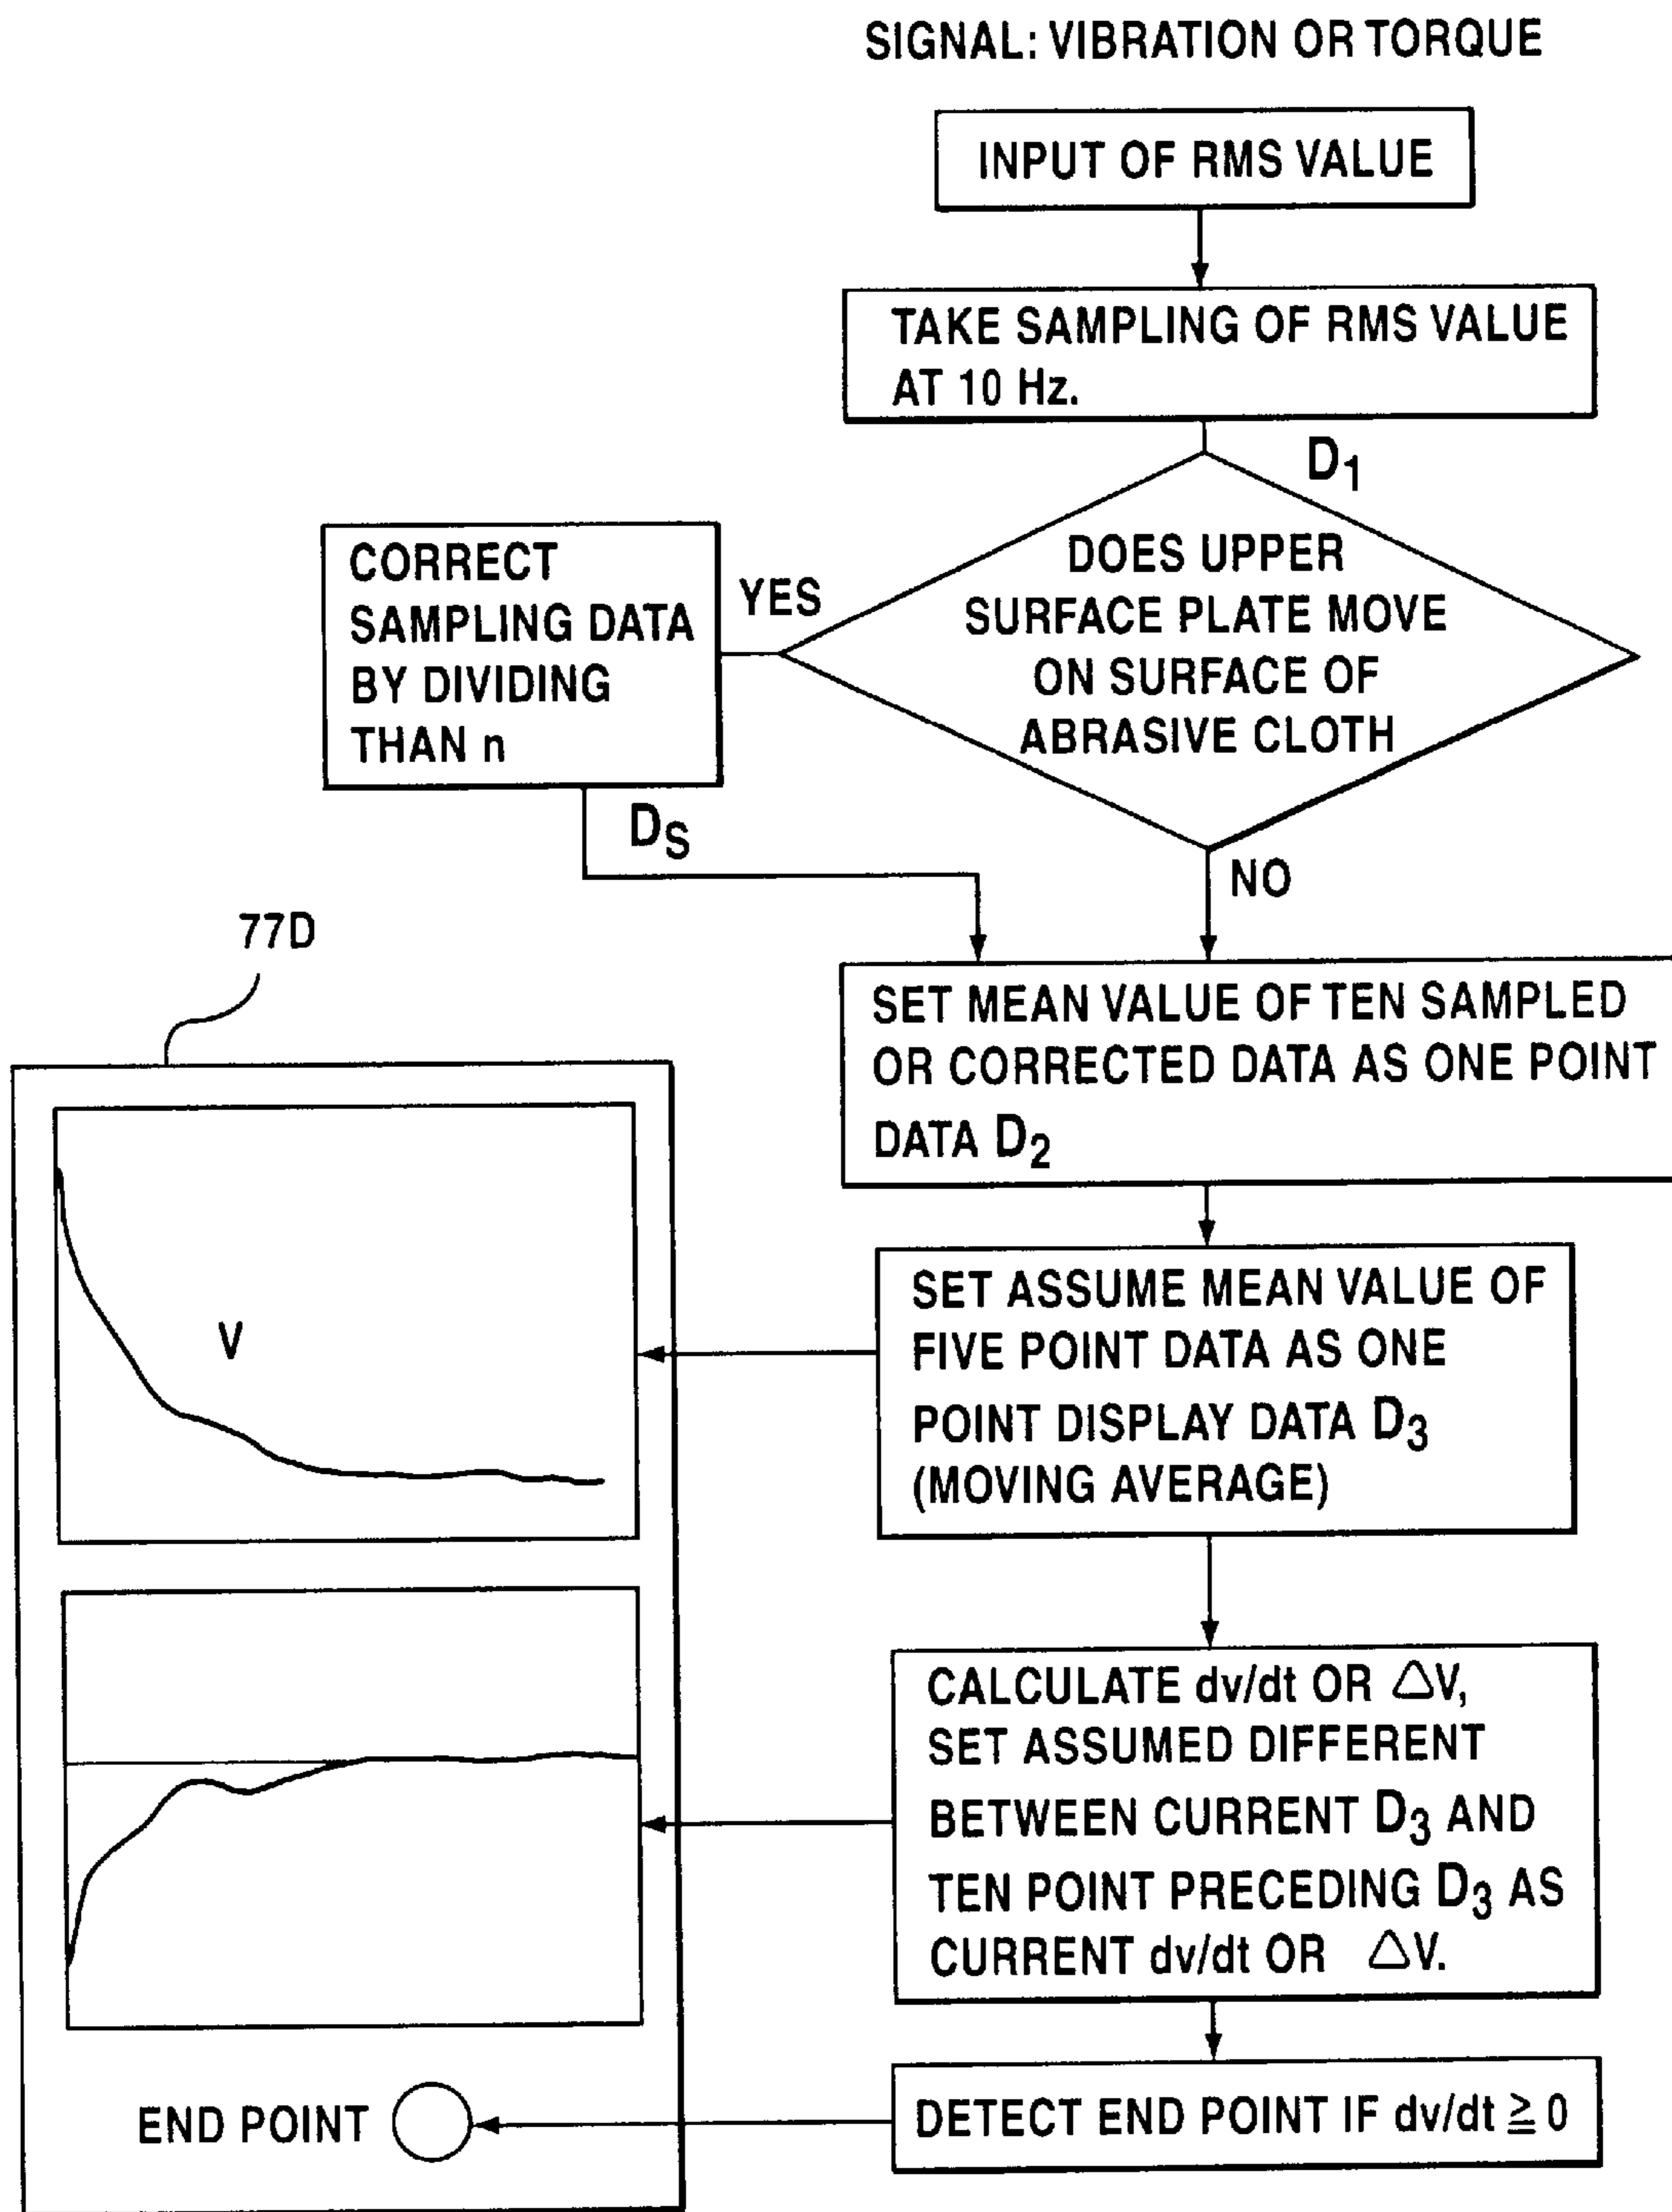 SIGNAL: VIBRATION OR TORQUE
INPUT OF RMS VALUE
TAKE SAMPLING OF RMS VALUE
AT 10 Hz.
D1
DOES UPPER
SURFACE PLATE MOVE
ON SURFACE OF
ABRASIVE CLOTH
YES
CORRECT
SAMPLING DATA
BY DIVIDING
THAN n
DS
NO
77D
SET MEAN VALUE OF TEN SAMPLED
OR CORRECTED DATA AS ONE POINT
DATA D2
SET ASSUME MEAN VALUE OF
FIVE POINT DATA AS ONE
POINT DISPLAY DATA D3
(MOVING AVERAGE)
V
CALCULATE dv/dt OR △V,
SET ASSUMED DIFFERENT
BETWEEN CURRENT D3 AND
TEN POINT PRECEDING D3 AS
CURRENT dv/dt OR △V.
DETECT END POINT IF dv/dt ≧ 0
END POINT